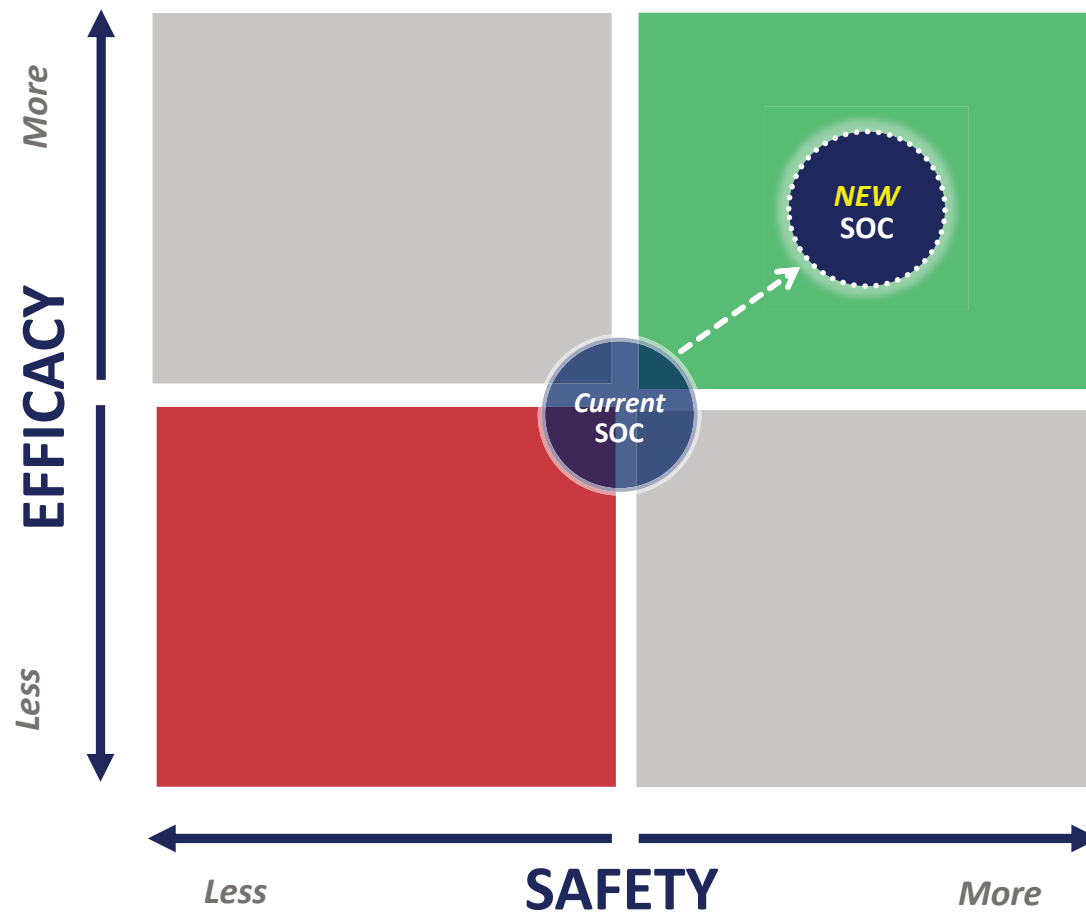 More
EFFICACY
Less
NEW
SOC
Current
SOC
Less
SAFETY
More